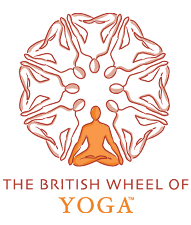 THE BRITISH WHEEL OF
YOGA™